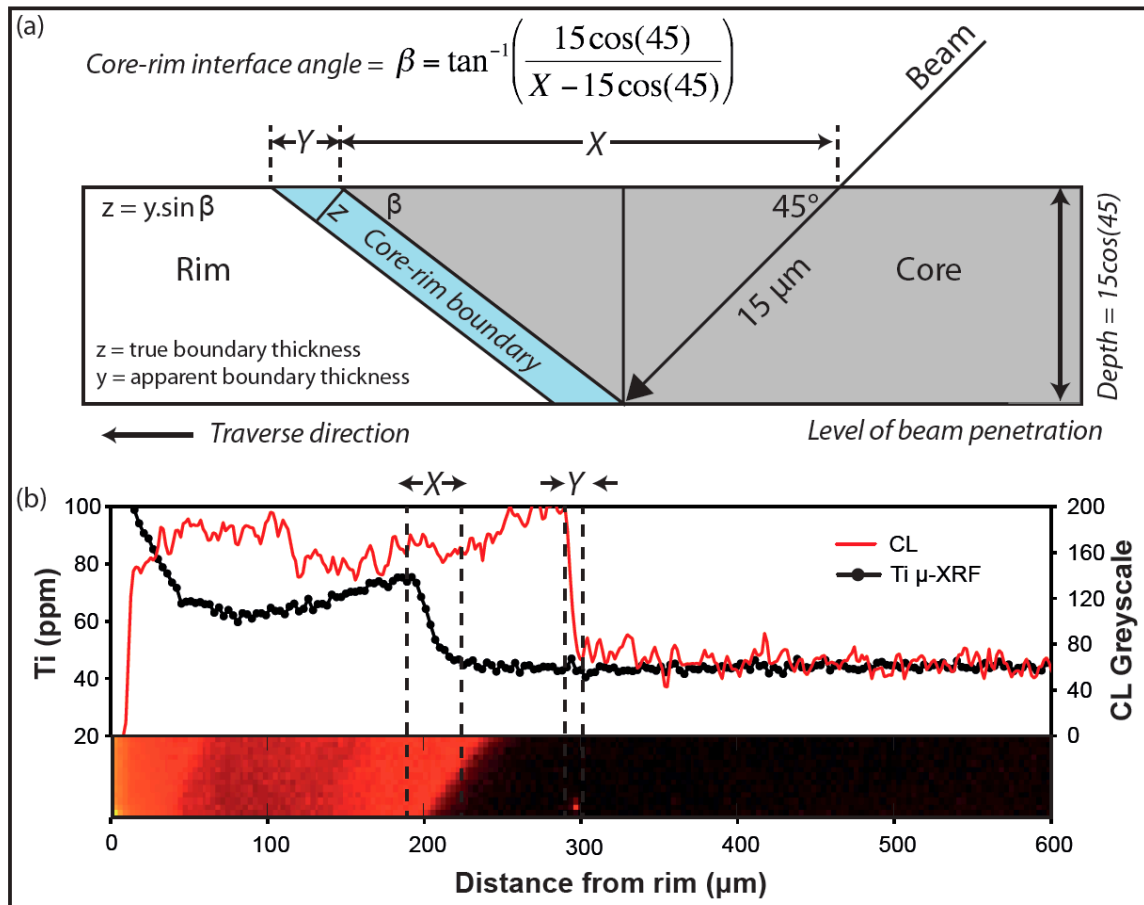 (a)
Core-rim interface angle = β = tan⁻¹(15cos(45) / X − 15cos(45))
Beam
Y
X
z = y.sin β
z
β
45°
Rim
Core-rim boundary
15 µm
Core
Depth = 15cos(45)
z = true boundary thickness
y = apparent boundary thickness
Traverse direction
Level of beam penetration
(b)
X
Y
100
80
60
40
20
Ti (ppm)
CL
Ti µ-XRF
200
160
120
80
60
0
CL Greyscale
0
100
200
300
400
500
600
Distance from rim (µm)